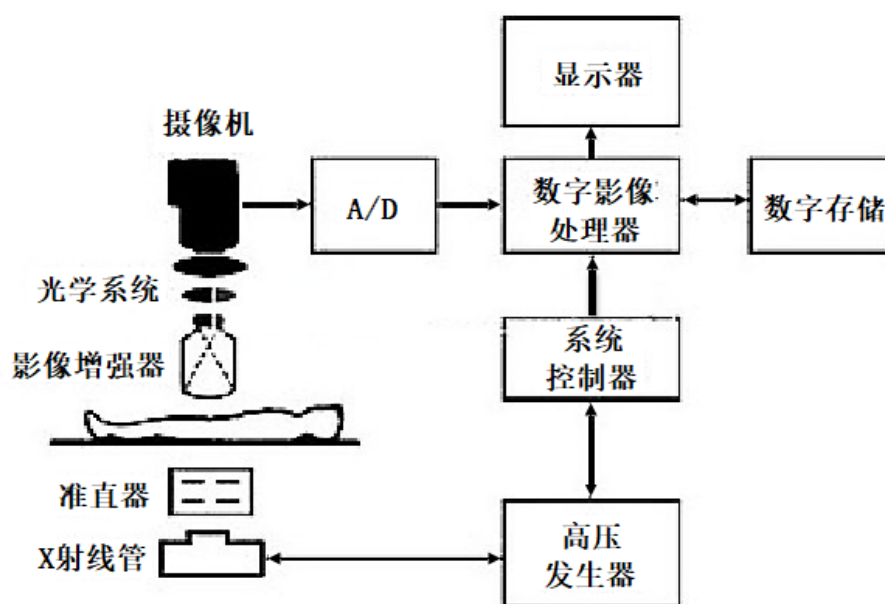 显示器
摄像机
A/D
数字影像
处理器
数字存储
光学系统
影像增强器
系统
控制器
准直器
X射线管
高压
发生器